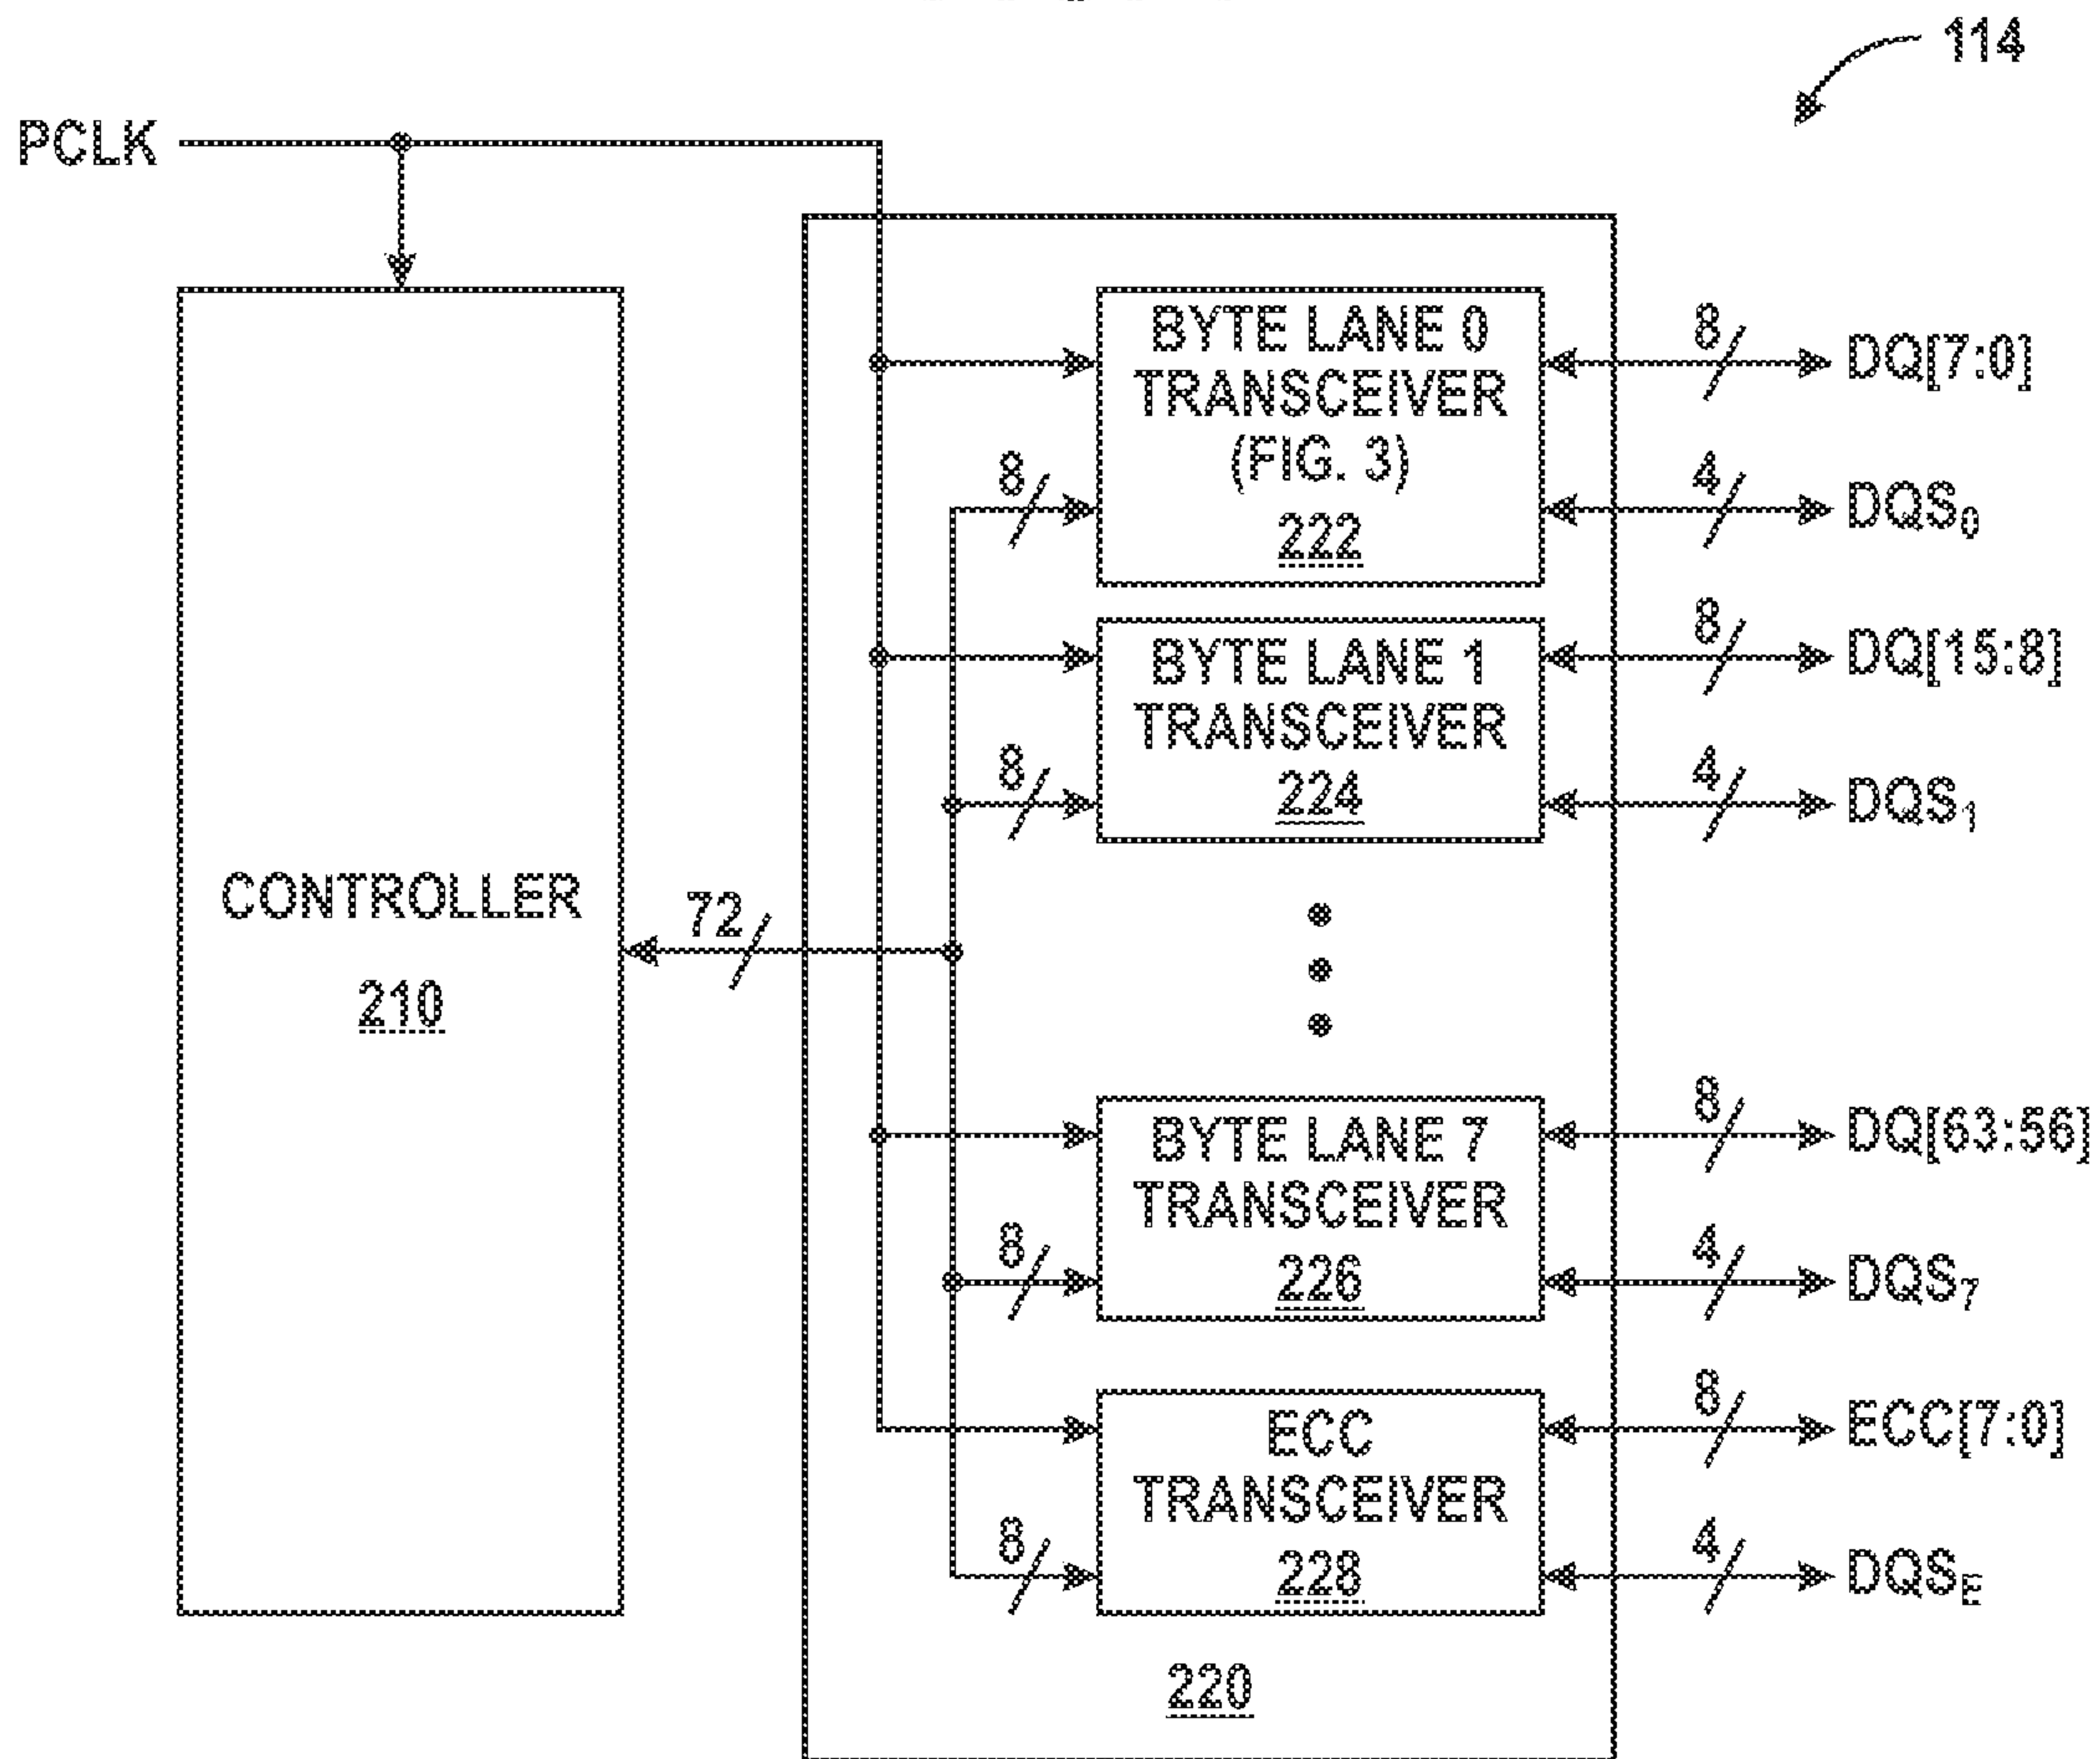 114
PCLK
BYTE LANE 0
TRANSCEIVER
(FIG. 3)
222
8
8
DQ[7:0]
4
DQS0
BYTE LANE 1
TRANSCEIVER
224
8
8
DQ[15:8]
4
DQS1
CONTROLLER
210
72
BYTE LANE 7
TRANSCEIVER
226
8
8
DQ[63:56]
4
DQS7
ECC
TRANSCEIVER
228
8
8
ECC[7:0]
4
DQSE
220